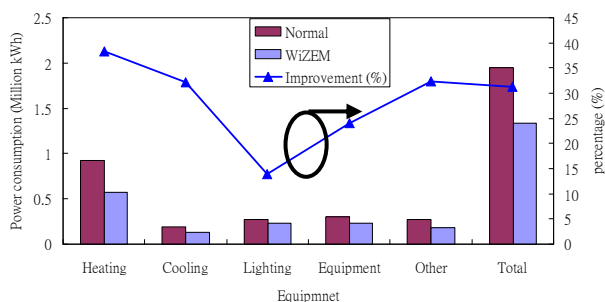 Power consumption (Million kWh)
2.5
2
1.5
1
0.5
0
Normal
WiZEM
Improvement (%)
45
40
35
30
25
20
15
10
5
0
percentage (%)
Heating Cooling Lighting Equipment Other Total
Equipmnet